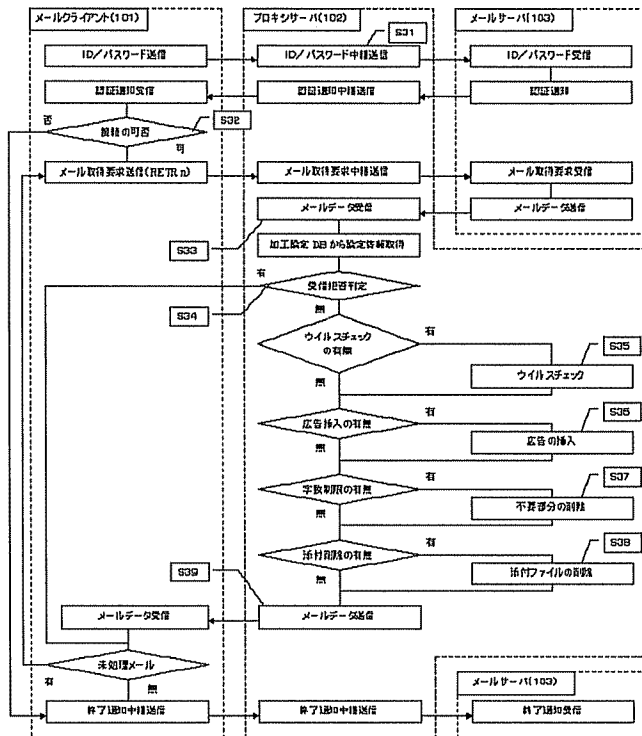 メールクライアント(101)
プロキシサーバ(102)
メールサーバ(103)
S31
ID/パスワード送信
ID/パスワード中継送信
ID/パスワード受信
認証通知受信
認証通知中継送信
認証通知
否
接続の可否
S32
可
メール取得要求送信(RETR n)
メール取得要求中継送信
メール取得要求受信
メールデータ受信
メールデータ送信
S33
加工設定DBから設定情報取得
有
受信拒否判定
S34
無
ウイルスチェック
の有無
有
S35
ウイルスチェック
無
広告挿入の有無
有
S36
広告の挿入
無
字数制限の有無
有
S37
不要部分の削除
無
添付削除の有無
有
S38
添付ファイルの削除
S39
無
メールデータ受信
メールデータ送信
未処理メール
有
無
メールサーバ(103)
終了通知中継送信
終了通知中継送信
終了通知受信